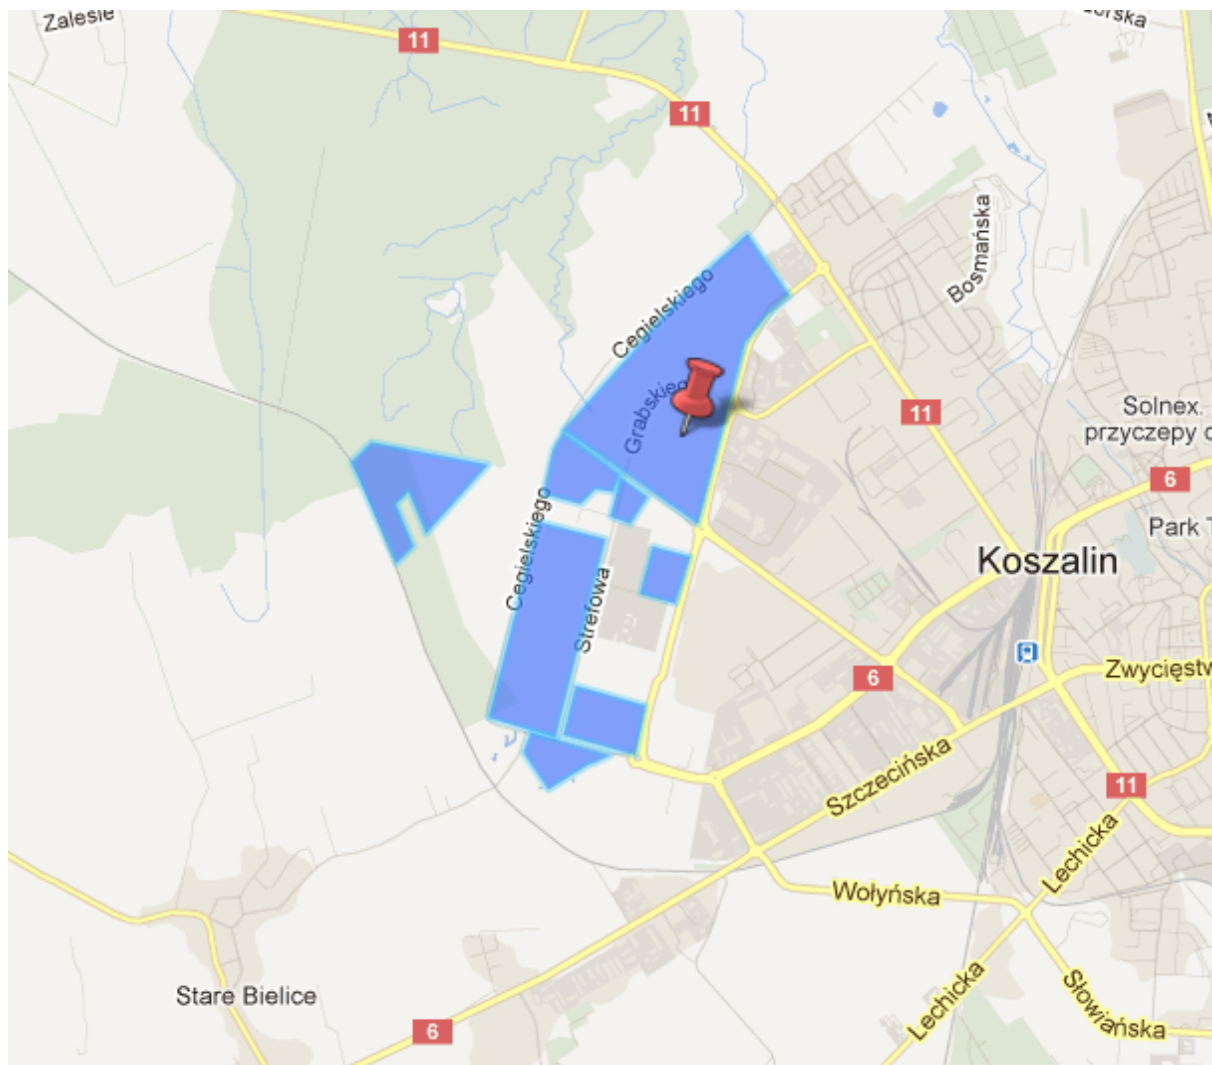 Zalesie
11
11
Bosmańska
Cegielskiego
Grabskiego
11
Solnex.
przyczepy
6
Park
Koszalin
Cegielskiego
Strefowa
6
Zwycięstw
Szczecińska
11
Lechicka
Wołyńska
Stare Bielice
Lechicka
Słowiańska
6